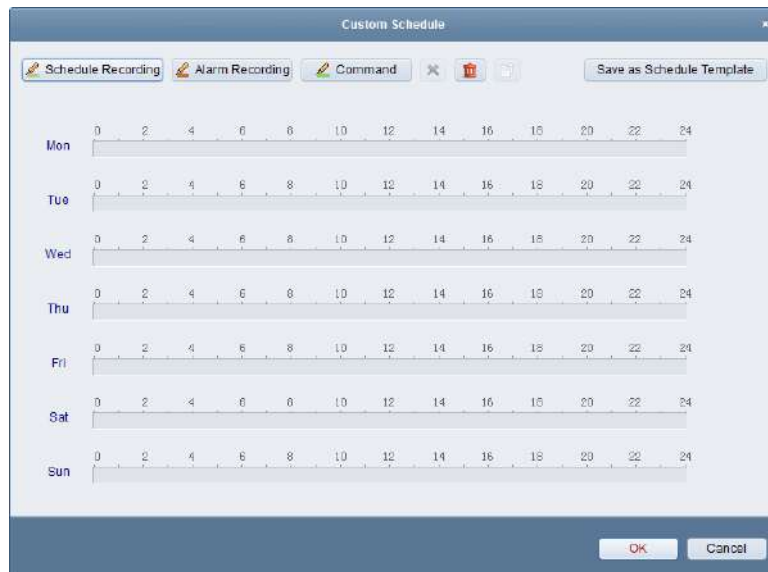 Custom Schedule
Schedule Recording Alarm Recording Command Save as Schedule Template
0 2 4 6 8 10 12 14 16 18 20 22 24
Mon
0 2 4 6 8 10 12 14 16 18 20 22 24
Tue
0 2 4 6 8 10 12 14 16 18 20 22 24
Wed
0 2 4 6 8 10 12 14 16 18 20 22 24
Thu
0 2 4 6 8 10 12 14 16 18 20 22 24
Fri
0 2 4 6 8 10 12 14 16 18 20 22 24
Sat
0 2 4 6 8 10 12 14 16 18 20 22 24
Sun
OK Cancel